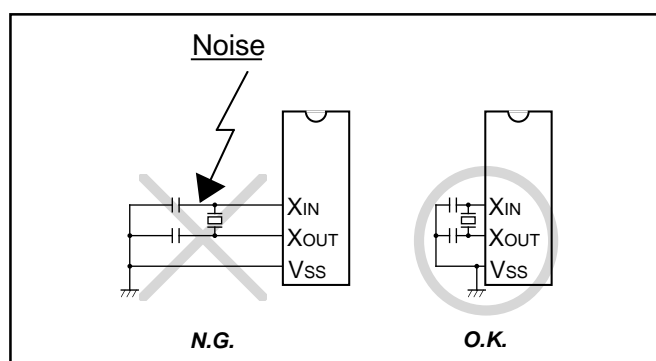 Noise
XIN
XOUT
VSS
N.G.
XIN
XOUT
VSS
O.K.